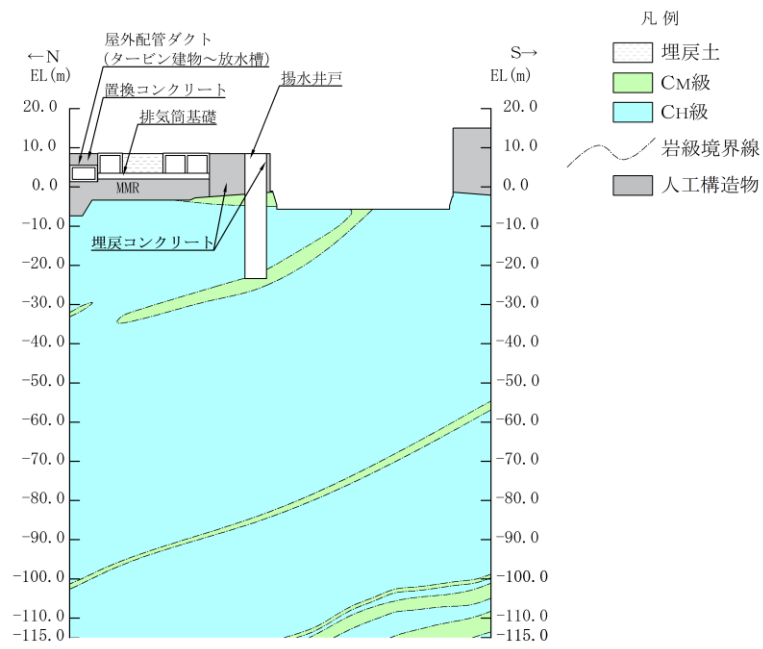 凡 例
埋戻土
CM級
CH級
岩級境界線
人工構造物
←N
EL(m)
屋外配管ダクト
(タービン建物～放水槽)
置換コンクリート
排気筒基礎
揚水井戸
S→
EL(m)
MMR
埋戻コンクリート
20.0
10.0
0.0
-10.0
-20.0
-30.0
-40.0
-50.0
-60.0
-70.0
-80.0
-90.0
-100.0
-110.0
-115.0
20.0
10.0
0.0
-10.0
-20.0
-30.0
-40.0
-50.0
-60.0
-70.0
-80.0
-90.0
-100.0
-110.0
-115.0